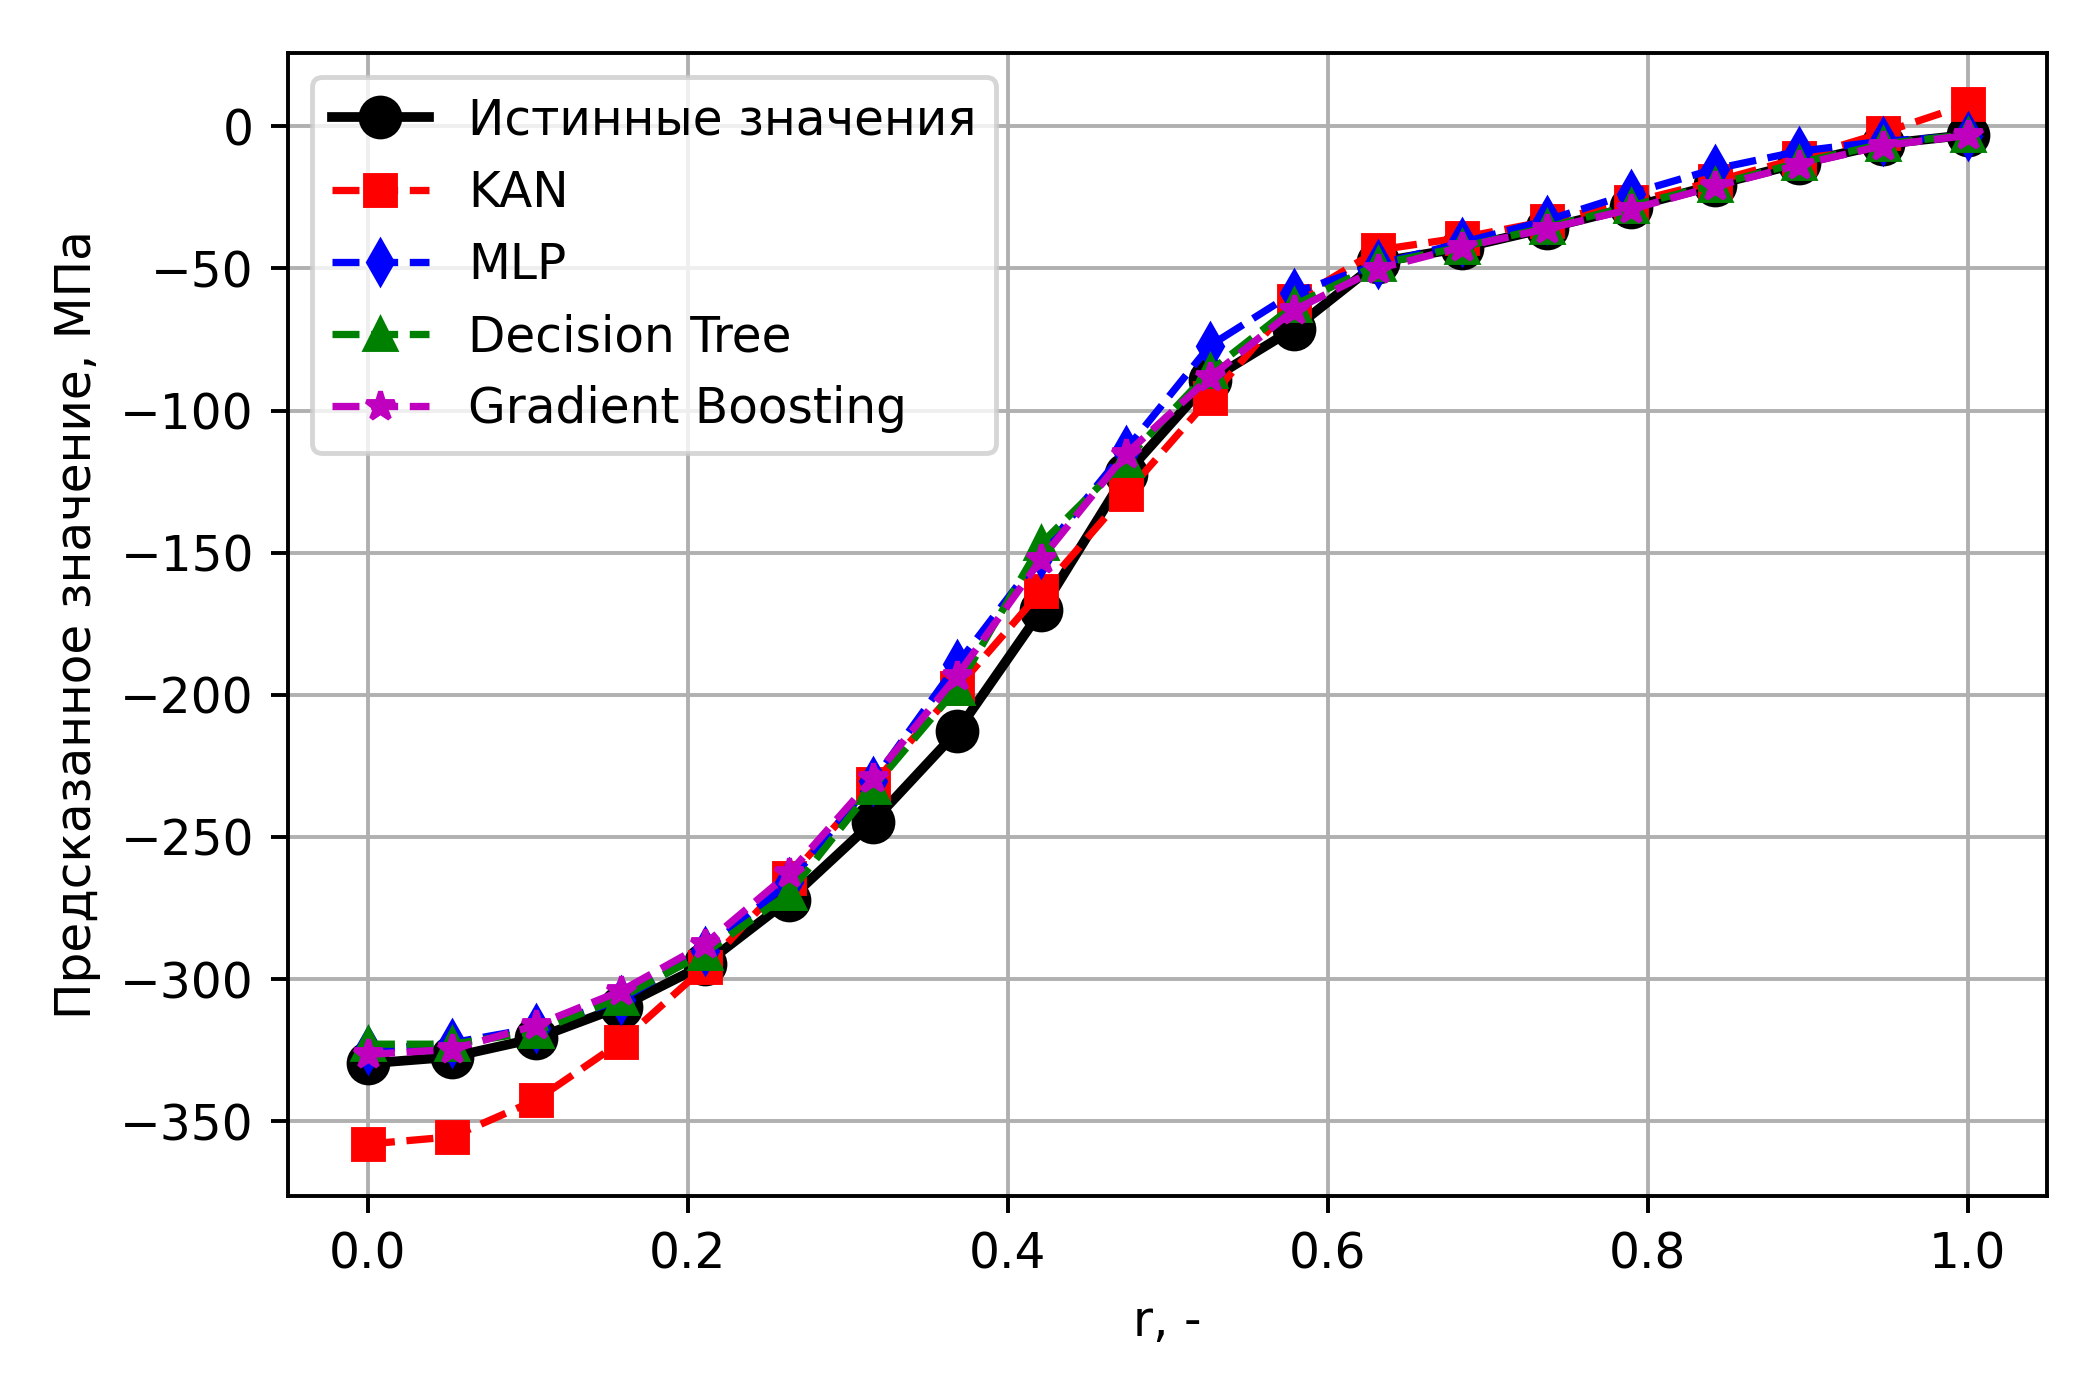 Предсказанное значение, МПа
0
−50
−100
−150
−200
−250
−300
−350
Истинные значения
KAN
MLP
Decision Tree
Gradient Boosting
0.0 0.2 0.4 0.6 0.8 1.0
r, -